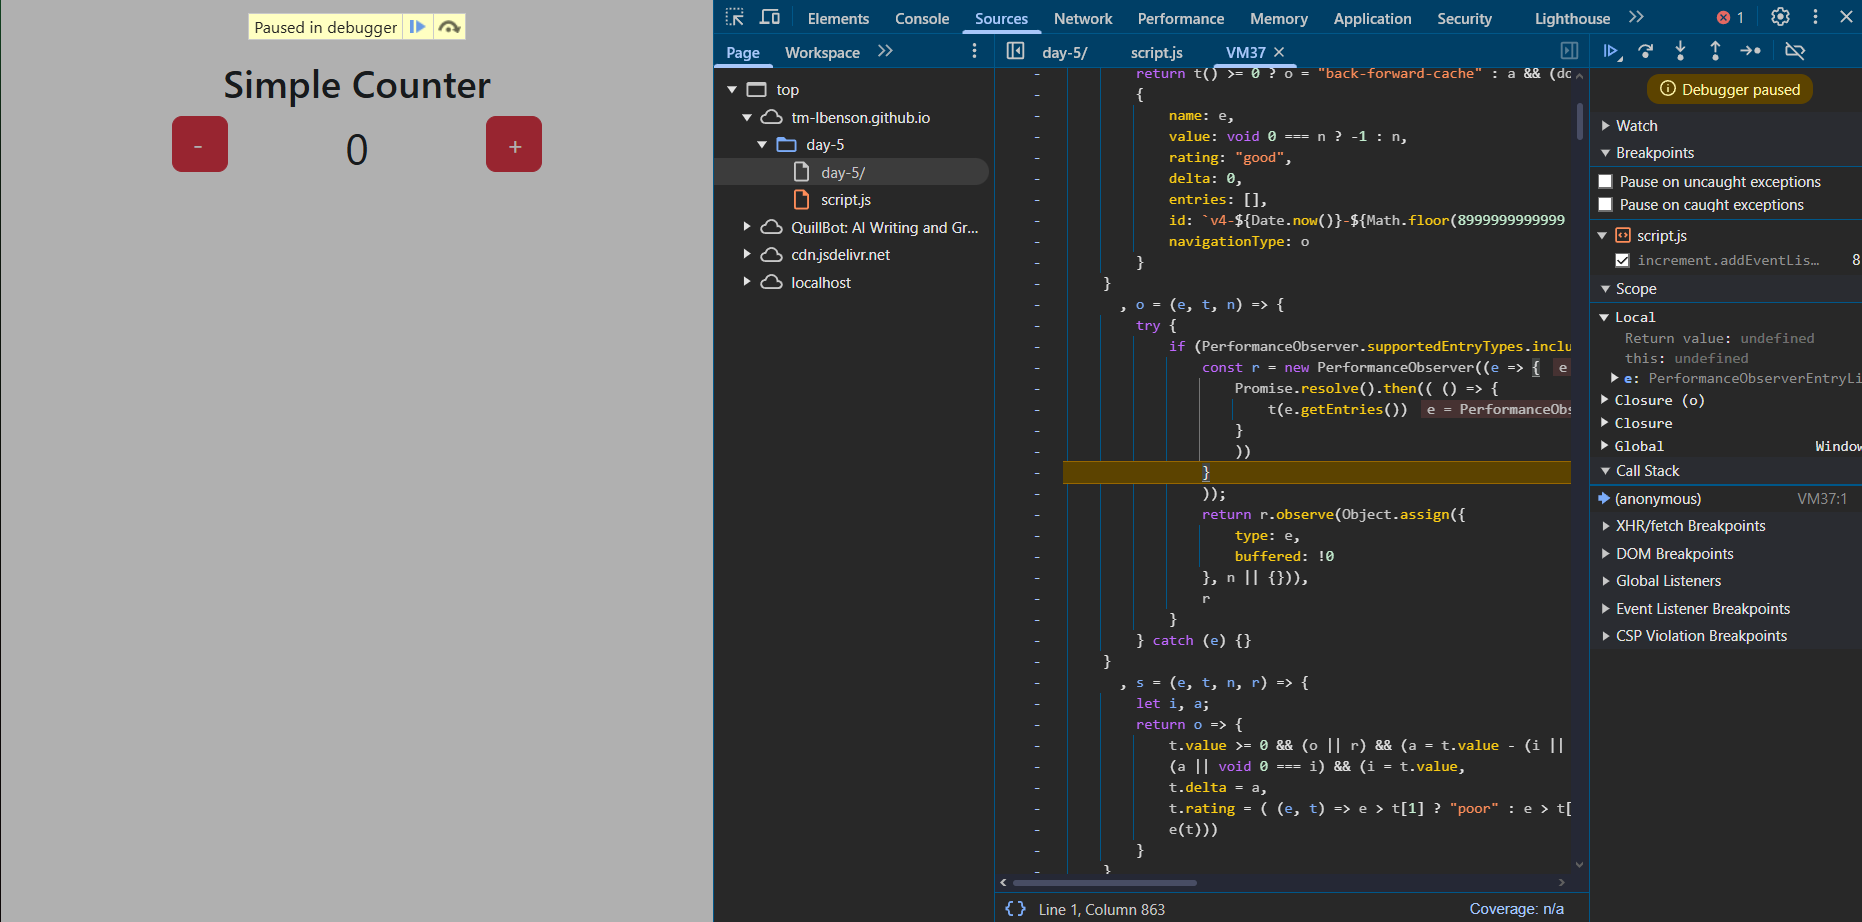 Paused in debugger
Simple Counter
-
0
+
Elements
Console
Sources
Network
Performance
Memory
Application
Security
Lighthouse
1
Page
Workspace
day-5/
script.js
VM37
top
tm-lbenson.github.io
day-5
day-5/
script.js
QuillBot: AI Writing and Gr...
cdn.jsdelivr.net
localhost
return t() >= 0 ? o = "back-forward-cache" : a && (do
{
name: e,
value: void 0 === n ? -1 : n,
rating: "good",
delta: 0,
entries: [],
id: `v4-${Date.now()}-${Math.floor(8999999999999
navigationType: o
}
}
, o = (e, t, n) => {
try {
if (PerformanceObserver.supportedEntryTypes.inclu
const r = new PerformanceObserver((e => { e
Promise.resolve().then(( () => {
t(e.getEntries()) e = PerformanceObs
}
))
}
));
return r.observe(Object.assign({
type: e,
buffered: !0
}, n || {})),
r
}
} catch (e) {}
}
, s = (e, t, n, r) => {
let i, a;
return o => {
t.value >= 0 && (o || r) && (a = t.value - (i ||
(a || void 0 === i) && (i = t.value,
t.delta = a,
t.rating = ( (e, t) => e > t[1] ? "poor" : e > t[
e(t)))
}
}
{} Line 1, Column 863
Coverage: n/a
Debugger paused
Watch
Breakpoints
Pause on uncaught exceptions
Pause on caught exceptions
script.js
increment.addEventLis... 8
Scope
Local
Return value: undefined
this: undefined
e: PerformanceObserverEntryLi
Closure (o)
Closure
Global Window
Call Stack
(anonymous) VM37:1
XHR/fetch Breakpoints
DOM Breakpoints
Global Listeners
Event Listener Breakpoints
CSP Violation Breakpoints